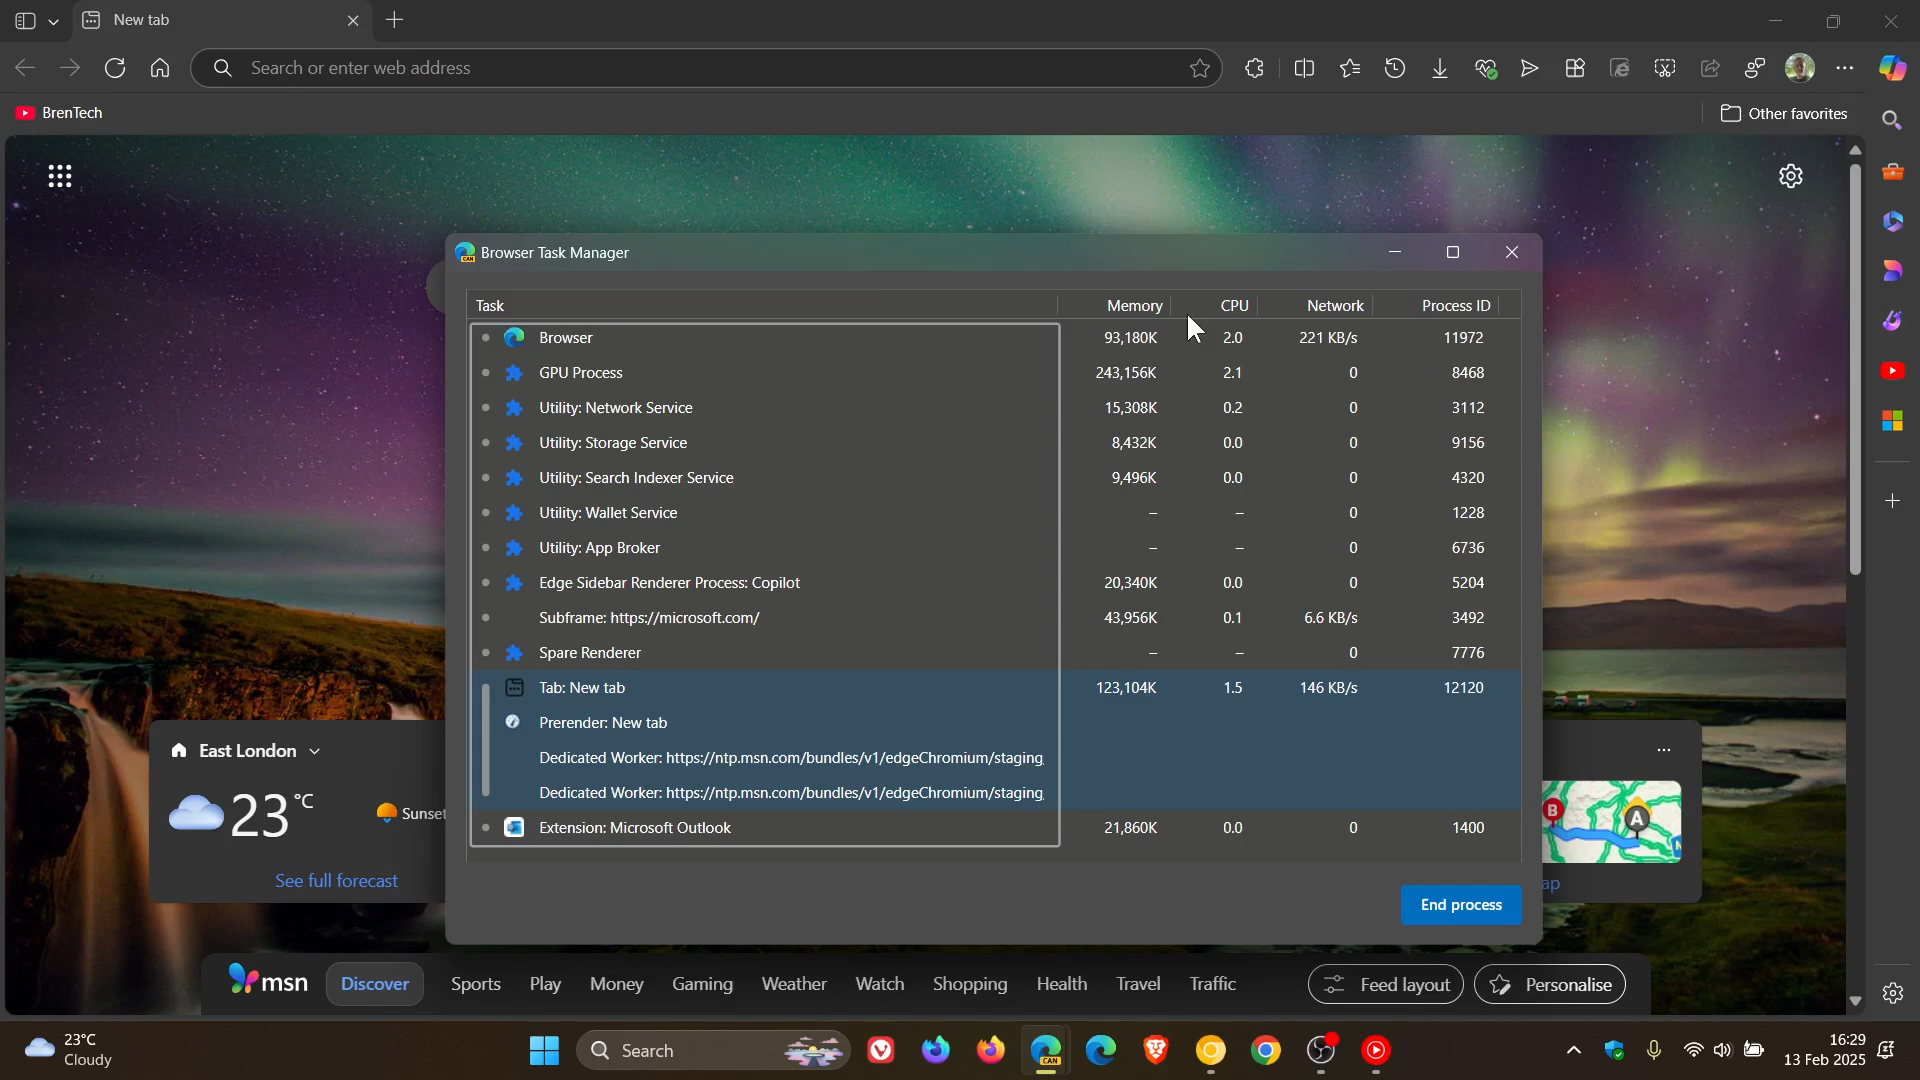 New tab
Search or enter web address
BrenTech
Other favorites
Browser Task Manager
Task Memory CPU Network Process ID
Browser 93,180K 2.0 221 KB/s 11972
GPU Process 243,156K 2.1 0 8468
Utility: Network Service 15,308K 0.2 0 3112
Utility: Storage Service 8,432K 0.0 0 9156
Utility: Search Indexer Service 9,496K 0.0 0 4320
Utility: Wallet Service – – 0 1228
Utility: App Broker – – 0 6736
Edge Sidebar Renderer Process: Copilot 20,340K 0.0 0 5204
Subframe: https://microsoft.com/ 43,956K 0.1 6.6 KB/s 3492
Spare Renderer – – 0 7776
Tab: New tab 123,104K 1.5 146 KB/s 12120
Prerender: New tab
Dedicated Worker: https://ntp.msn.com/bundles/v1/edgeChromium/staging
Dedicated Worker: https://ntp.msn.com/bundles/v1/edgeChromium/staging
Extension: Microsoft Outlook 21,860K 0.0 0 1400
End process
East London
23 °C
Sunset
See full forecast
B A
ap
msn Discover Sports Play Money Gaming Weather Watch Shopping Health Travel Traffic Feed layout Personalise
23°C
Cloudy
Search
CAN
16:29
13 Feb 2025